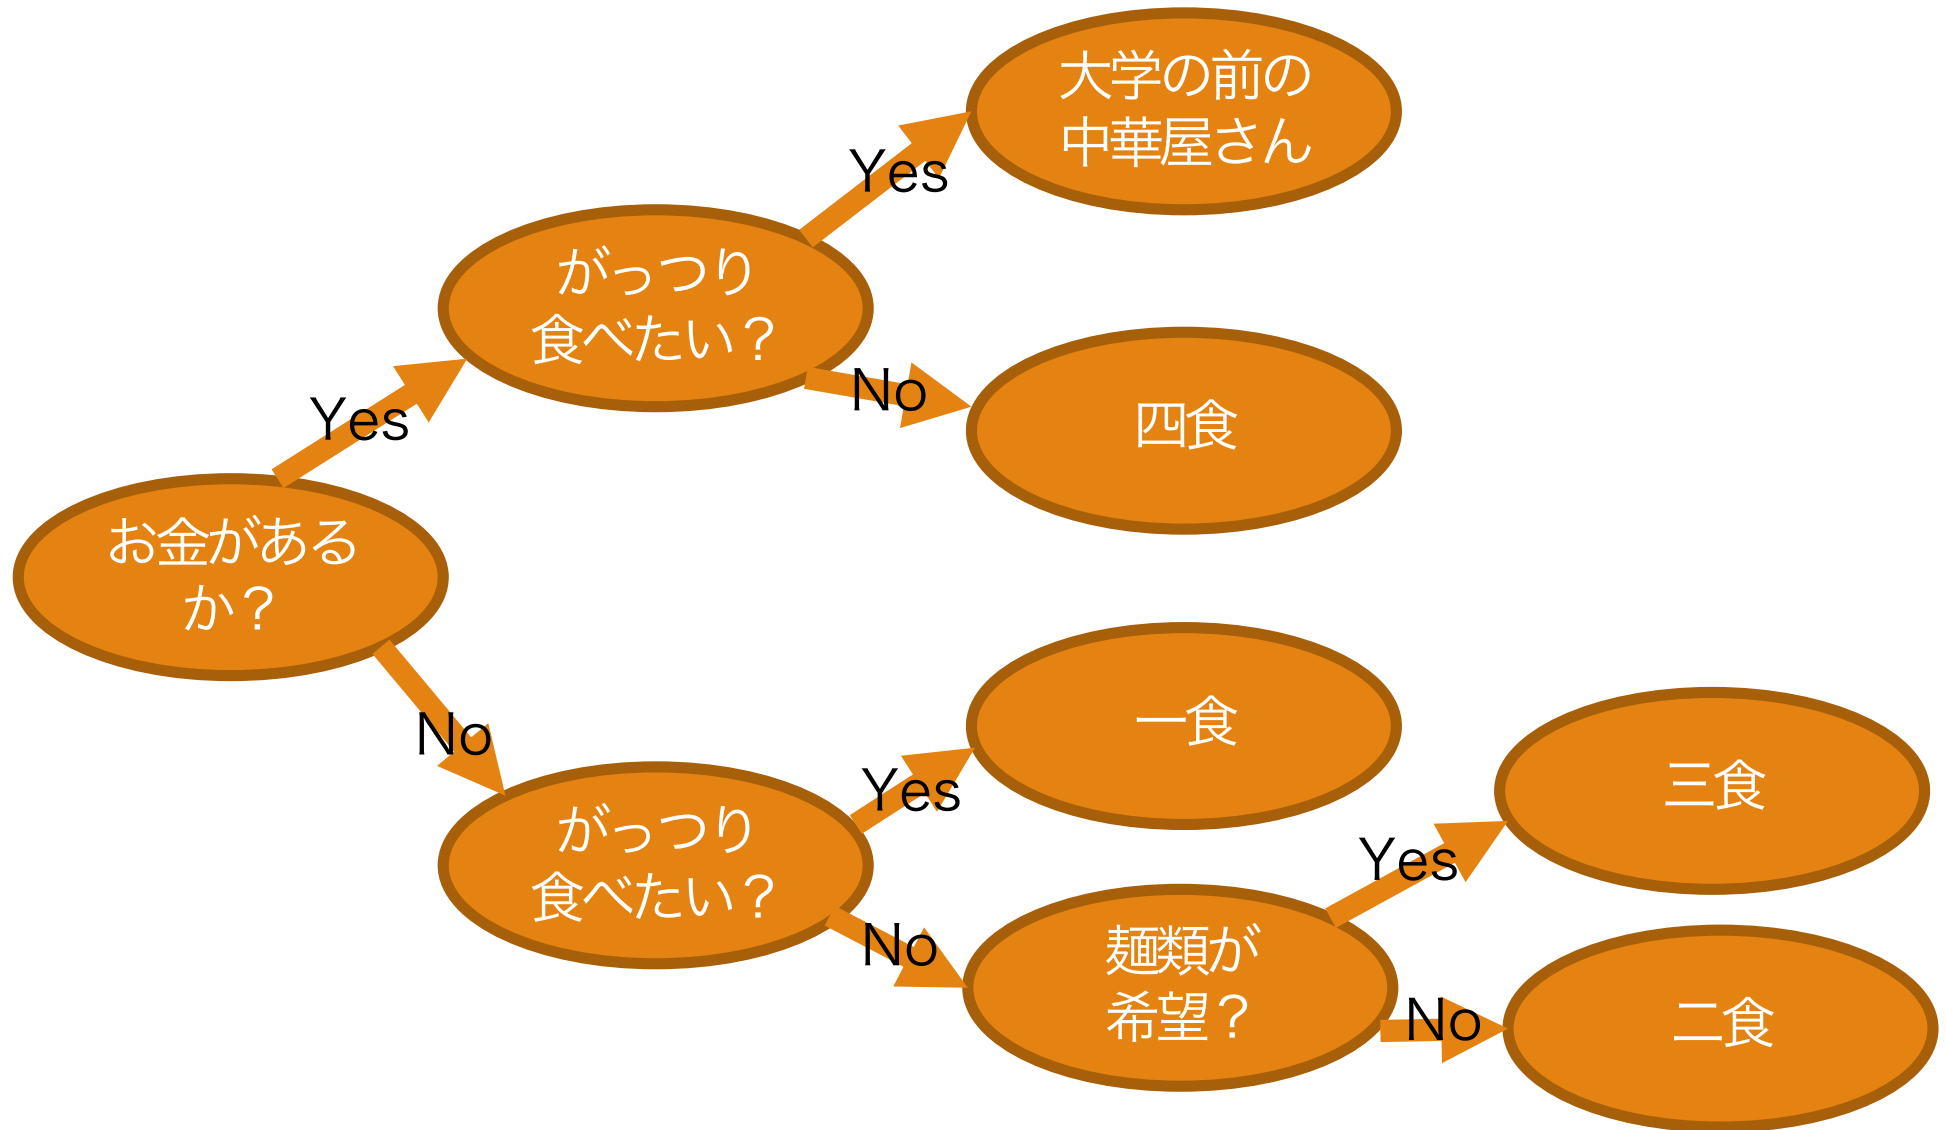 お金がある
か？
Yes
がっつり
食べたい？
Yes
大学の前の
中華屋さん
No
四食
No
がっつり
食べたい？
Yes
一食
No
麺類が
希望？
Yes
三食
No
二食